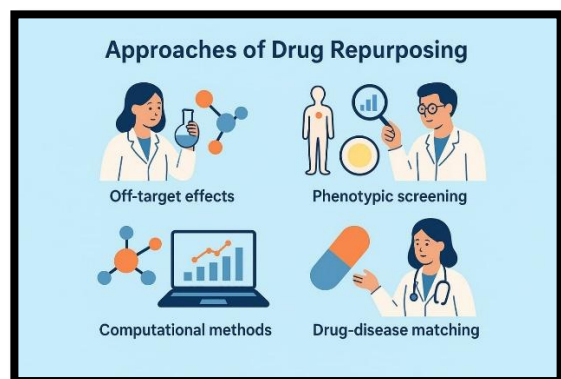 Approaches of Drug Repurposing
Off-target effects
Phenotypic screening
Computational methods
Drug-disease matching